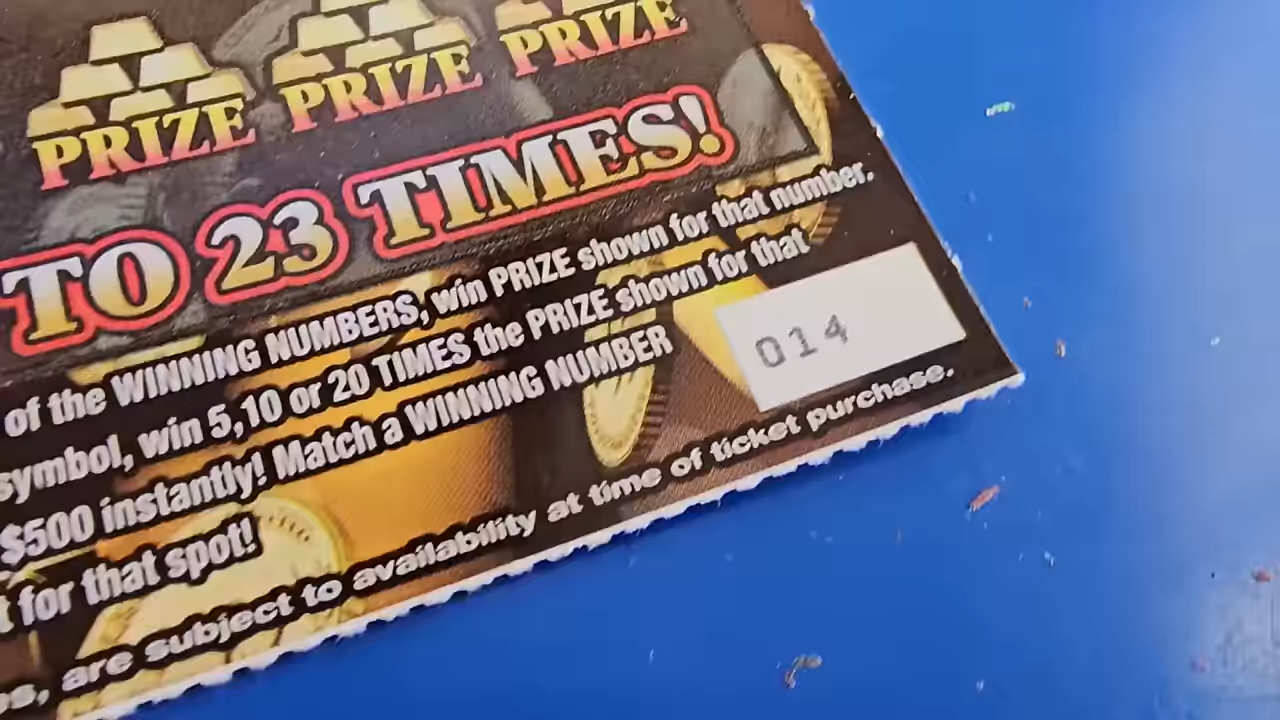 PRIZE PRIZE PRIZE
TO 23 TIMES!
of the WINNING NUMBERS, win PRIZE shown for that number.
symbol, win 5, 10 or 20 TIMES the PRIZE shown for that
$500 instantly! Match a WINNING NUMBER
for that spot!
014
are subject to availability at time of ticket purchase.